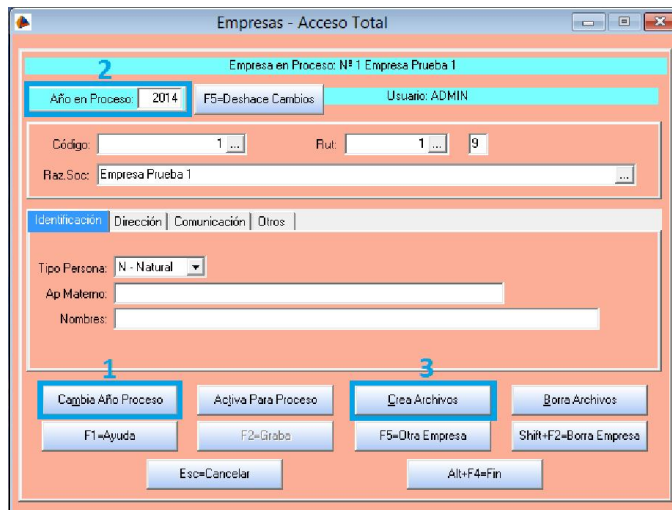 Empresas - Acceso Total
Empresa en Proceso: Nº 1 Empresa Prueba 1
2
Año en Proceso: 2014 F5=Deshace Cambios Usuario: ADMIN
Código: 1 ... Rut: 1 ... 9
Raz.Soc: Empresa Prueba 1 ...
Identificación Dirección Comunicación Otros
Tipo Persona: N - Natural
Ap Materno:
Nombres:
1 3
Cambia Año Proceso Activa Para Proceso Crea Archivos Borra Archivos
F1=Ayuda F2=Graba F5=Otra Empresa Shift+F2=Borra Empresa
Esc=Cancelar Alt+F4=Fin